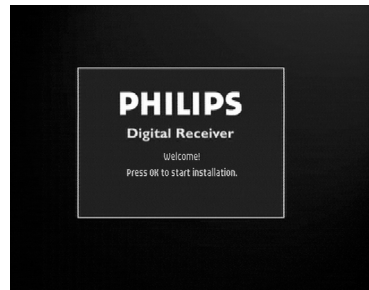 PHILIPS
Digital Receiver
Welcome!
Press OK to start installation.